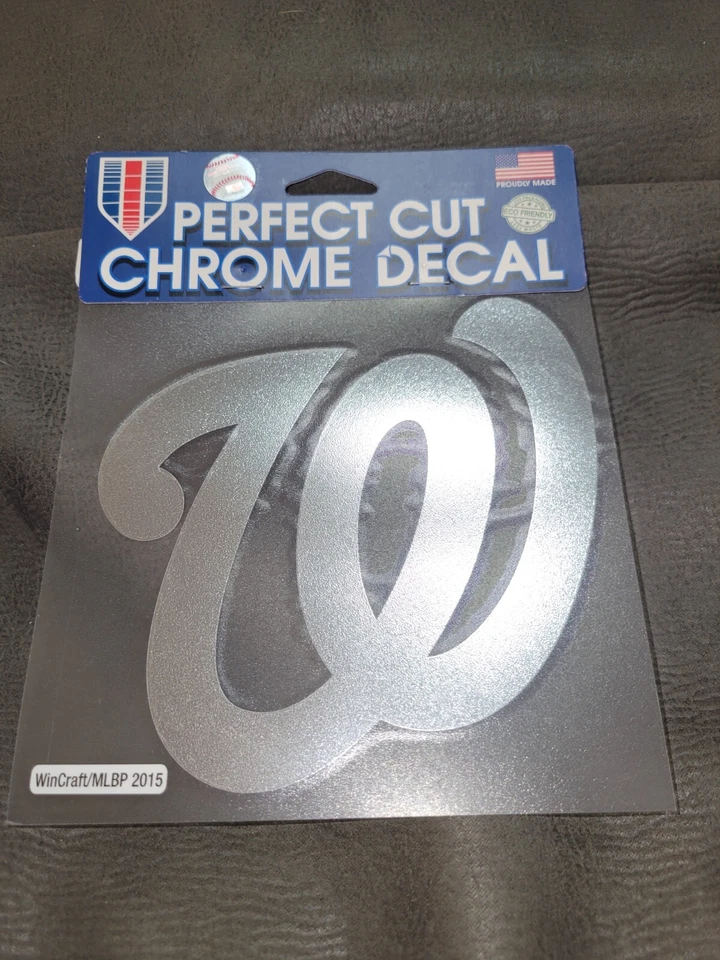 PROUDLY MADE
ECO FRIENDLY
PERFECT CUT
CHROME DECAL
W
WinCraft/MLBP 2015